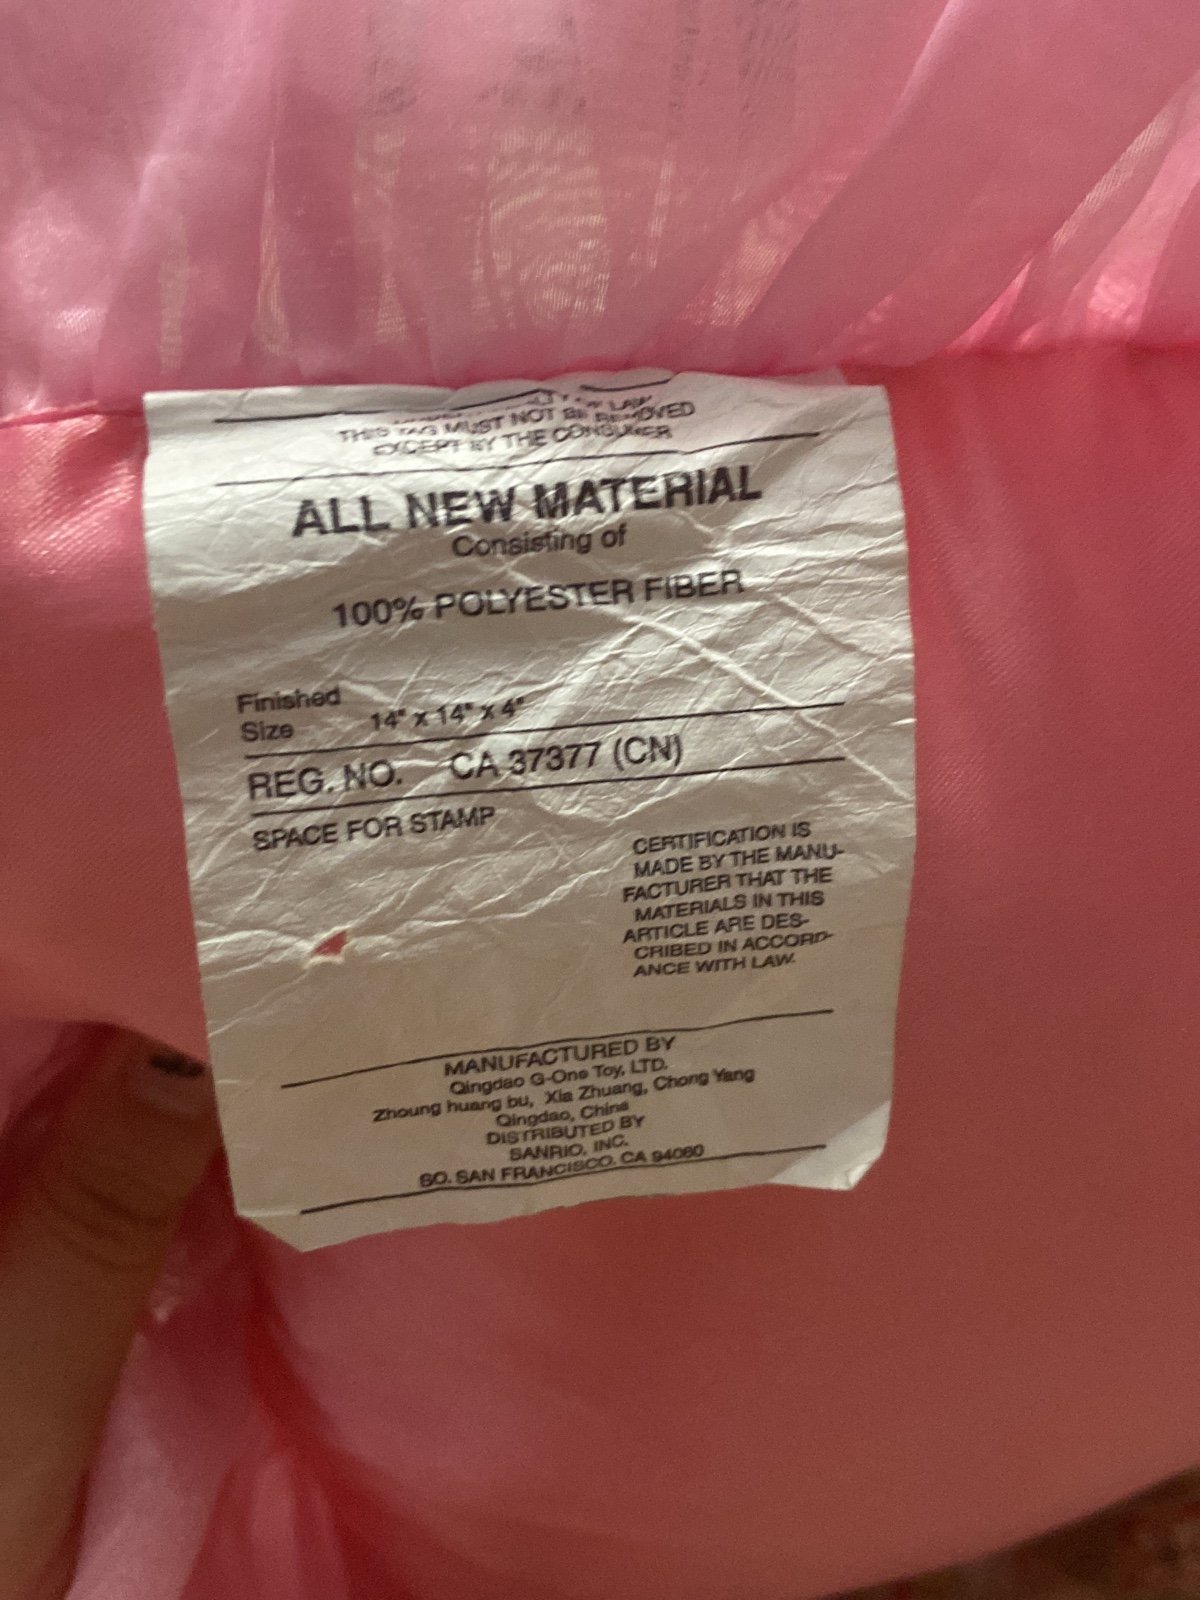 OF LAW
THIS TAG MUST NOT BE REMOVED
EXCEPT BY THE CONSUMER
ALL NEW MATERIAL
Consisting of
100% POLYESTER FIBER
Finished
Size 14" x 14" x 4"
REG. NO. CA 37377 (CN)
SPACE FOR STAMP
CERTIFICATION IS
MADE BY THE MANU-
FACTURER THAT THE
MATERIALS IN THIS
ARTICLE ARE DES-
CRIBED IN ACCORD-
ANCE WITH LAW.
MANUFACTURED BY
Qingdao G-One Toy, LTD.
Zhoung huang bu, Xia Zhuang, Chong Yang
Qingdao, China
DISTRIBUTED BY
SANRIO, INC.
SO. SAN FRANCISCO. CA 94080